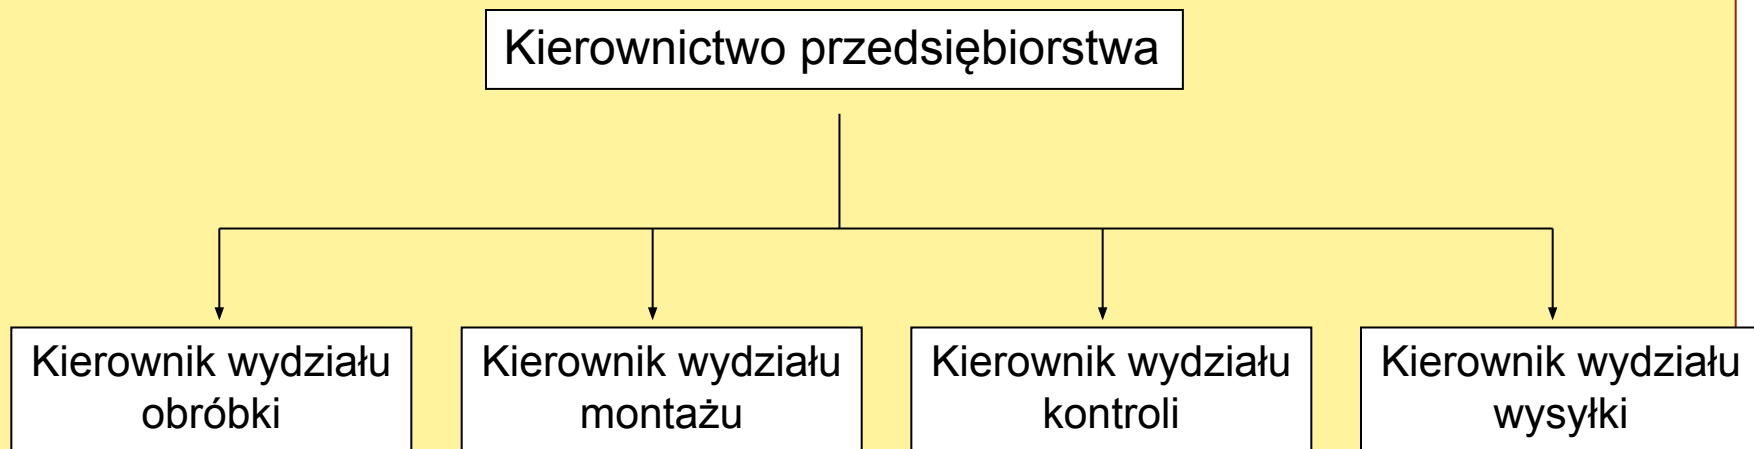 Kierownictwo przedsiębiorstwa
Kierownik wydziału
obróbki
Kierownik wydziału
montażu
Kierownik wydziału
kontroli
Kierownik wydziału
wysyłki